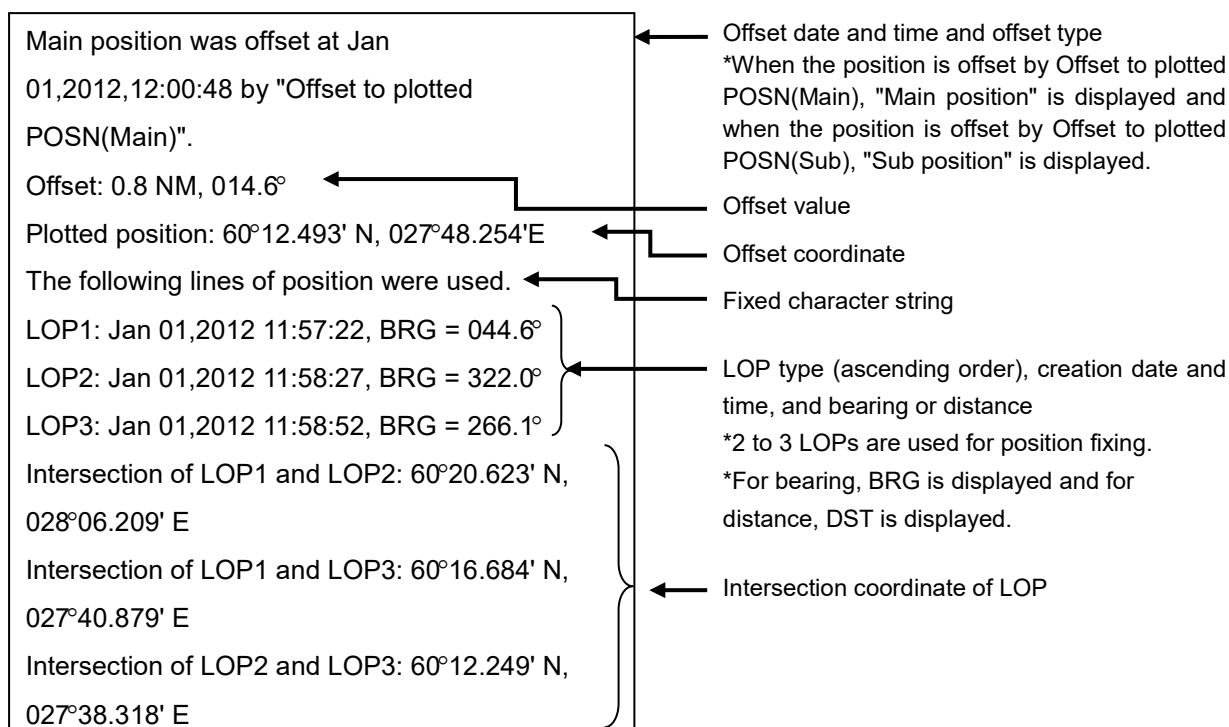 Main position was offset at Jan
01,2012,12:00:48 by "Offset to plotted
POSN(Main)".
Offset: 0.8 NM, 014.6°
Plotted position: 60°12.493' N, 027°48.254'E
The following lines of position were used.
LOP1: Jan 01,2012 11:57:22, BRG = 044.6°
LOP2: Jan 01,2012 11:58:27, BRG = 322.0°
LOP3: Jan 01,2012 11:58:52, BRG = 266.1°
Intersection of LOP1 and LOP2: 60°20.623' N,
028°06.209' E
Intersection of LOP1 and LOP3: 60°16.684' N,
027°40.879' E
Intersection of LOP2 and LOP3: 60°12.249' N,
027°38.318' E
Offset date and time and offset type
*When the position is offset by Offset to plotted
POSN(Main), "Main position" is displayed and
when the position is offset by Offset to plotted
POSN(Sub), "Sub position" is displayed.
Offset value
Offset coordinate
Fixed character string
LOP type (ascending order), creation date and
time, and bearing or distance
*2 to 3 LOPs are used for position fixing.
*For bearing, BRG is displayed and for
distance, DST is displayed.
Intersection coordinate of LOP